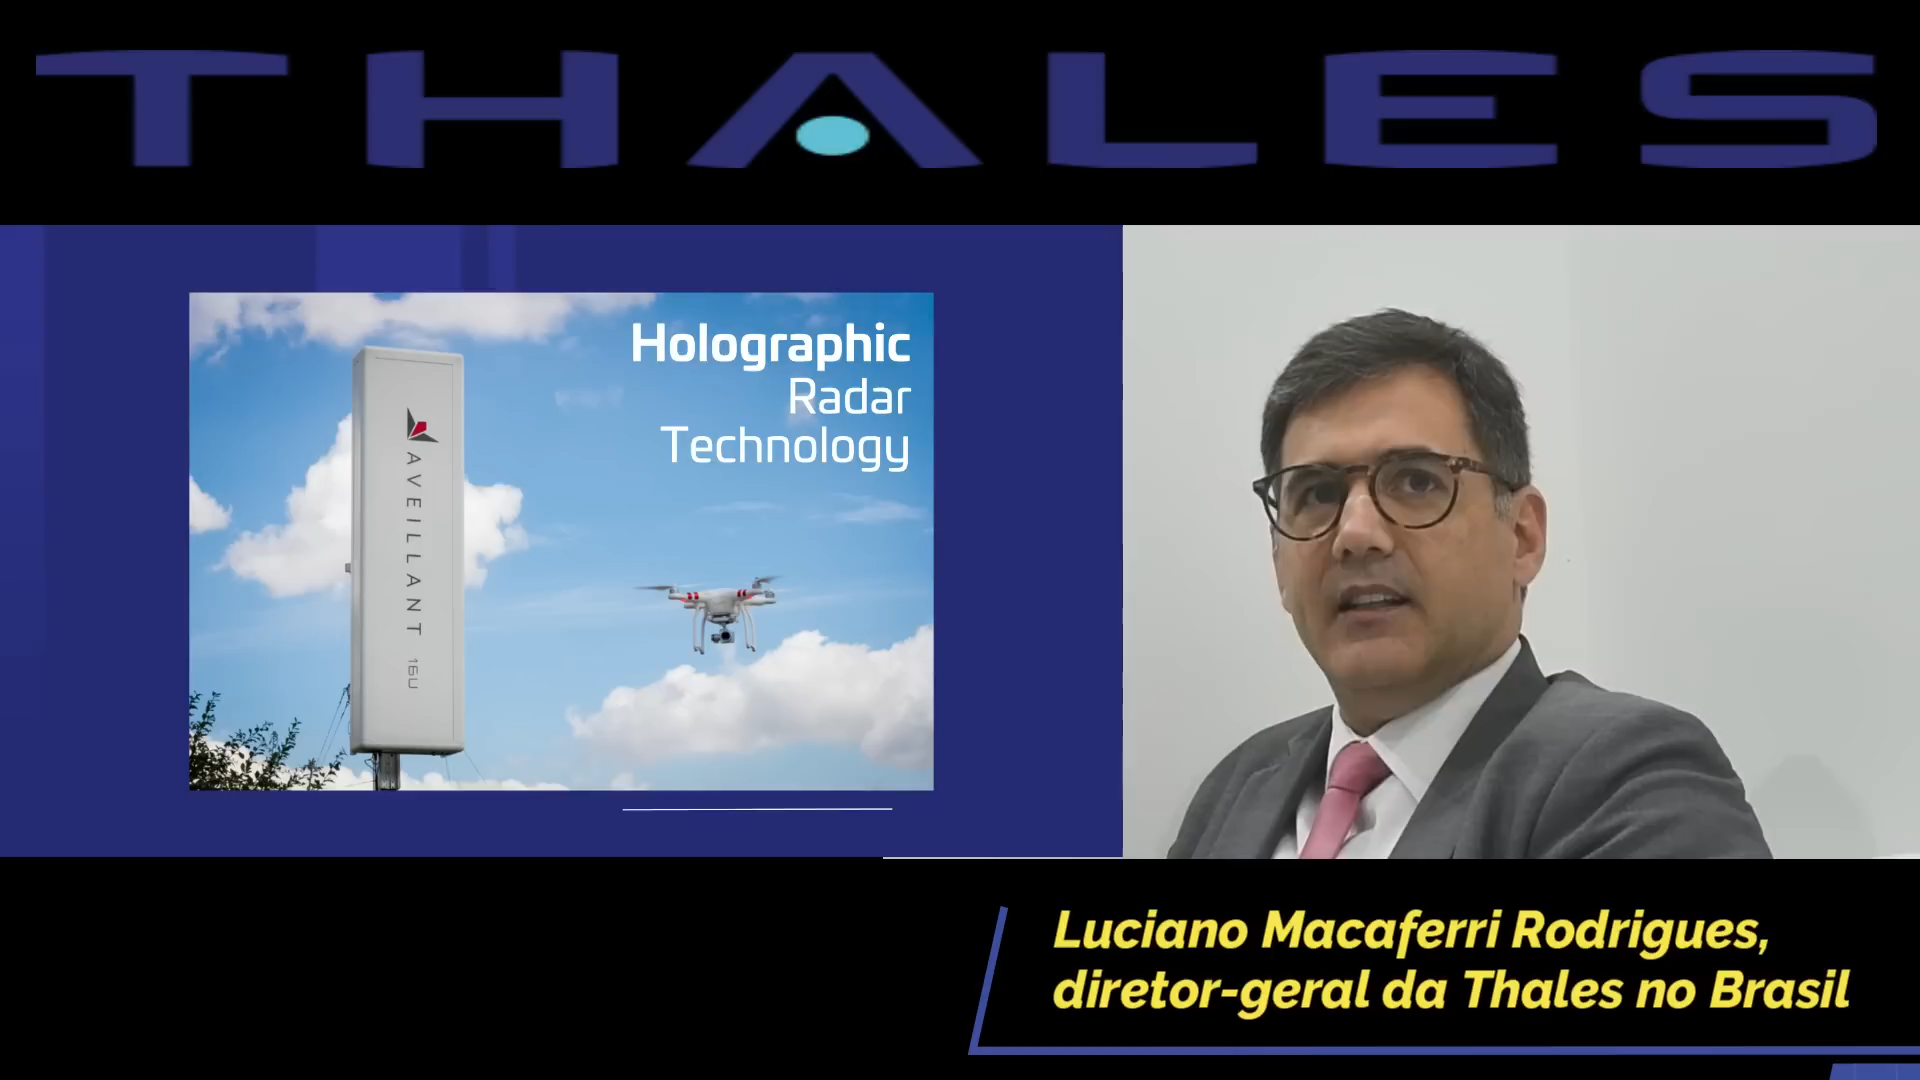 THALES
Holographic
Radar
Technology
AVEILLANT 16U
Luciano Macaferri Rodrigues,
diretor-geral da Thales no Brasil